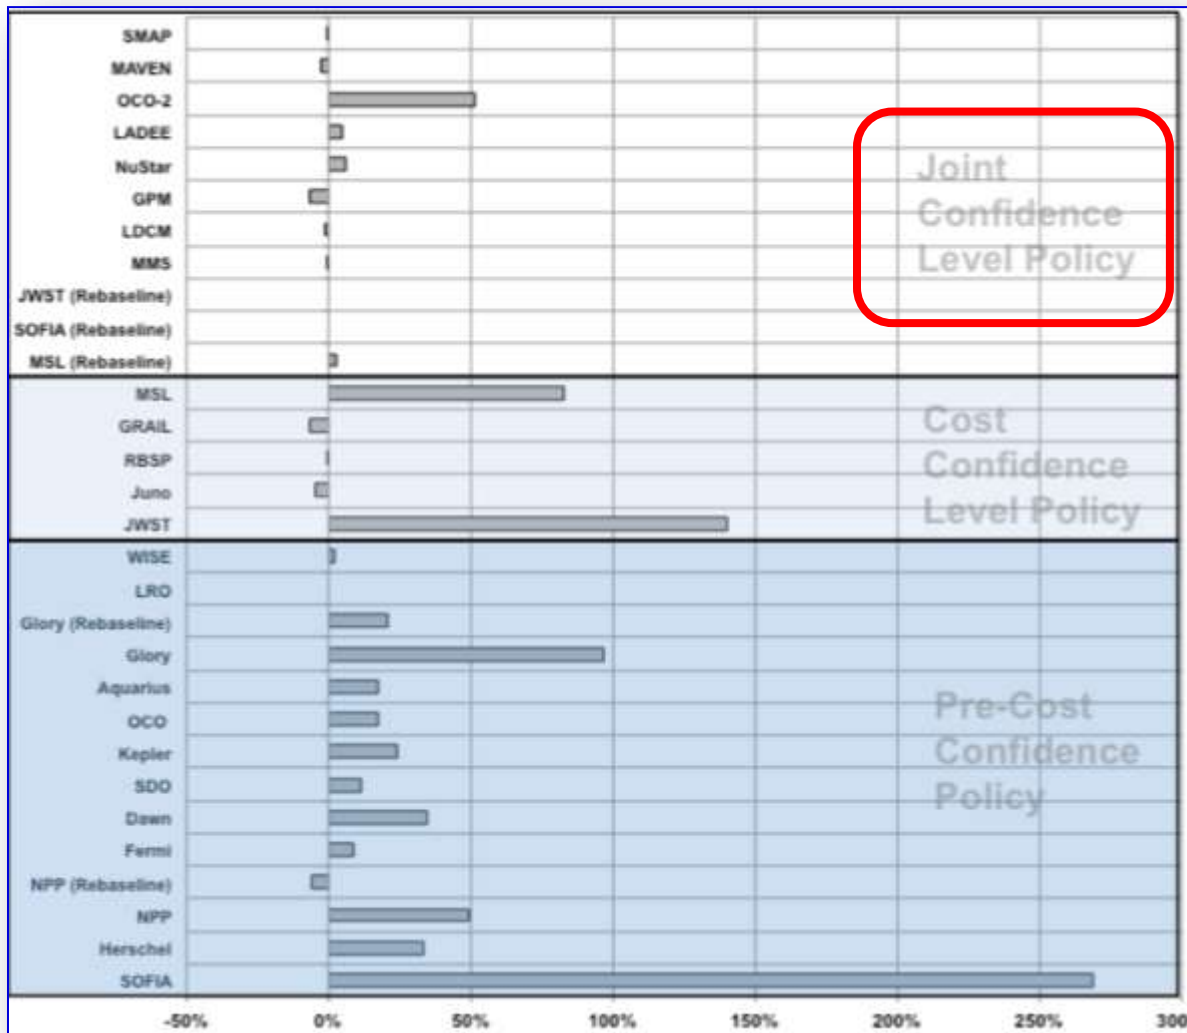 SMAP
MAVEN
OCO-2
LADEE
NuStar
GPM
LDCM
MMS
JWST (Rebaseline)
SOFIA (Rebaseline)
MSL (Rebaseline)
Joint
Confidence
Level Policy
MSL
GRAIL
RBSP
Juno
JWST
Cost
Confidence
Level Policy
WISE
LRO
Glory (Rebaseline)
Glory
Aquarius
OCO
Kepler
SDO
Dawn
Fermi
NPP (Rebaseline)
NPP
Herschel
SOFIA
Pre-Cost
Confidence
Policy
-50% 0% 50% 100% 150% 200% 250% 300